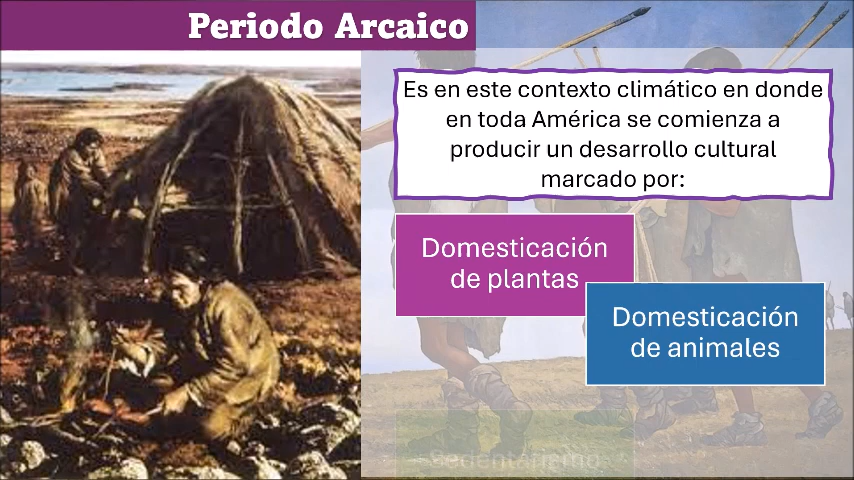 Periodo Arcaico
Es en este contexto climático en donde
en toda América se comienza a
producir un desarrollo cultural
marcado por:
Domesticación
de plantas
Domesticación
de animales
Sedentarismo